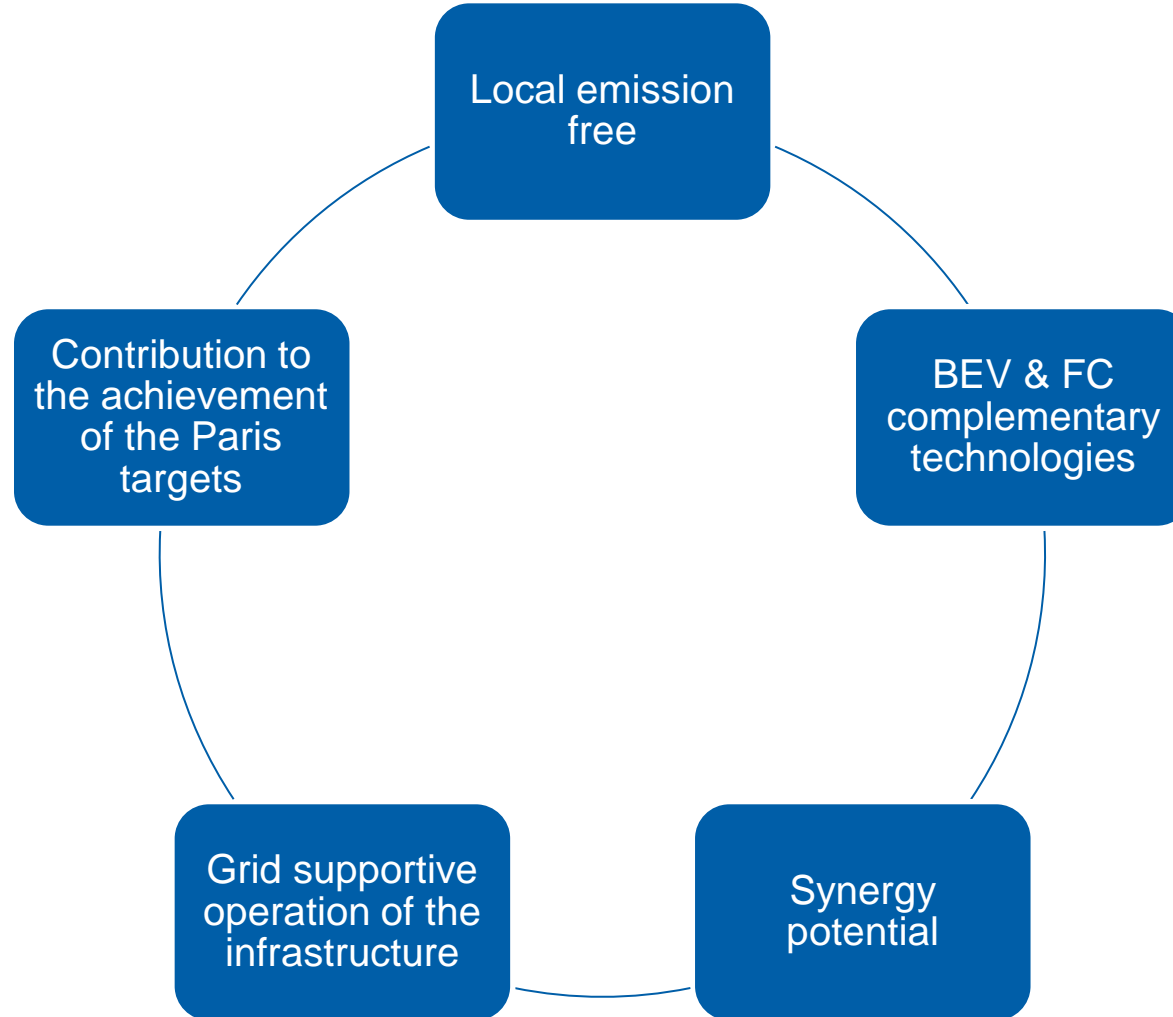 Local emission
free
BEV & FC
complementary
technologies
Synergy
potential
Grid supportive
operation of the
infrastructure
Contribution to
the achievement
of the Paris
targets